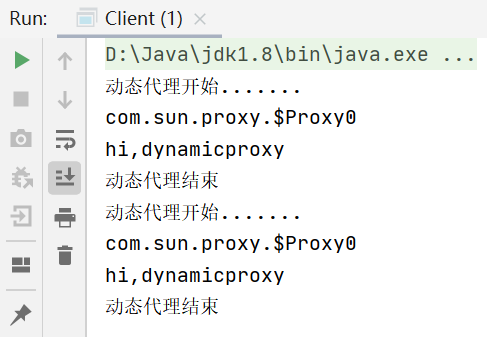 Run:
Client (1)
D:\Java\jdk1.8\bin\java.exe ...
动态代理开始.......
com.sun.proxy.$Proxy0
hi,dynamicproxy
动态代理结束
动态代理开始.......
com.sun.proxy.$Proxy0
hi,dynamicproxy
动态代理结束